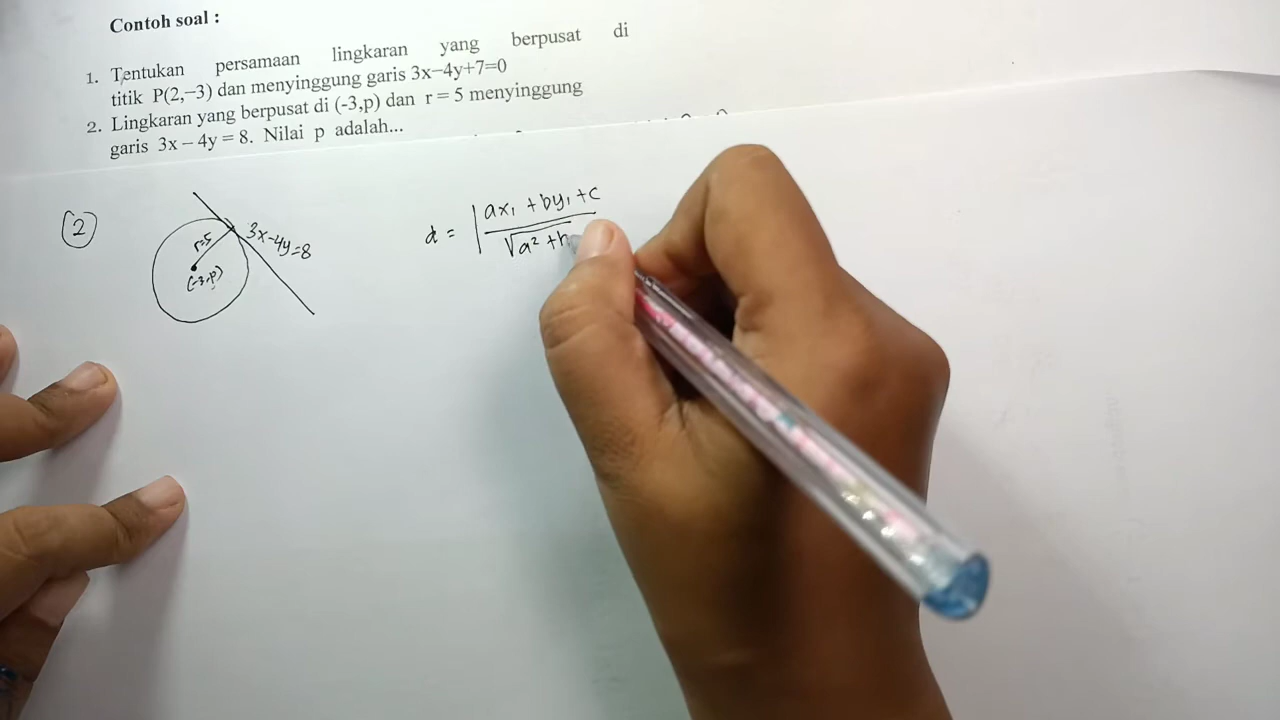 Contoh soal :
1. Tentukan persamaan lingkaran yang berpusat di
titik P(2,−3) dan menyinggung garis 3x−4y+7=0
2. Lingkaran yang berpusat di (-3,p) dan r = 5 menyinggung
garis 3x – 4y = 8. Nilai p adalah...
(2)
r=5
3x-4y=8
(-3,p)
d = | ax₁ + by₁ + c
√a² + b